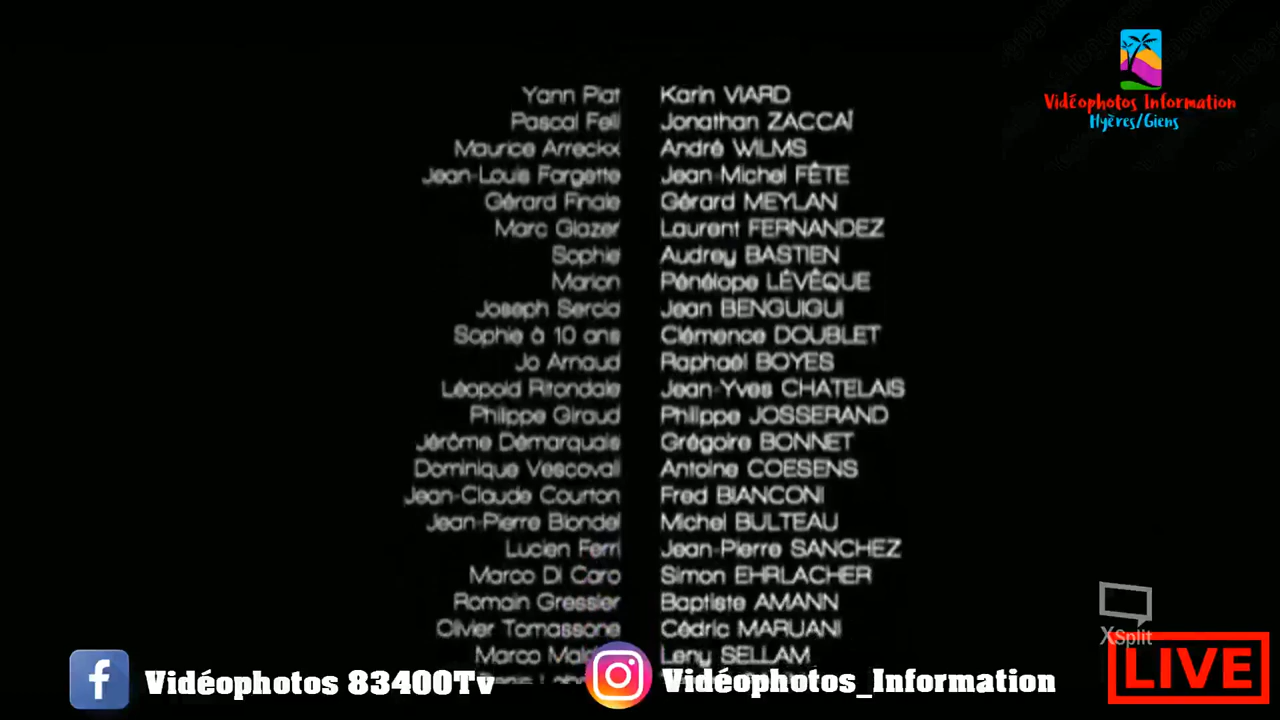 Vidéophotos Information
Hyères/Giens
Yann Piat Karin VIARD
Pascal Felli Jonathan ZACCAÏ
Maurice Arreckx André WILMS
Jean-Louis Fargette Jean-Michel FÊTE
Gérard Finale Gérard MEYLAN
Marc Glazer Laurent FERNANDEZ
Sophie Audrey BASTIEN
Marion Pénélope LÉVÊQUE
Joseph Sercia Jean BENGUIGUI
Sophie à 10 ans Clémence DOUBLET
Jo Arnaud Raphaël BOYES
Léopold Ritondale Jean-Yves CHATELAIS
Philippe Giraud Philippe JOSSERAND
Jérôme Démarquais Grégoire BONNET
Dominique Vescovali Antoine COESENS
Jean-Claude Courton Fred BIANCONI
Jean-Pierre Blondel Michel BULTEAU
Lucien Ferri Jean-Pierre SANCHEZ
Marco Di Caro Simon EHRLACHER
Romain Gressier Baptiste AMANN
Olivier Tomassone Cédric MARUANI
Marco Leny SELLAM
XSplit
Vidéophotos 83400Tv
Vidéophotos_Information
LIVE